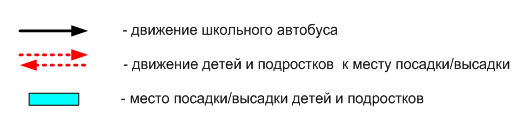 - движение школьного автобуса
- движение детей и подростков к месту посадки/высадки
- место посадки/высадки детей и подростков